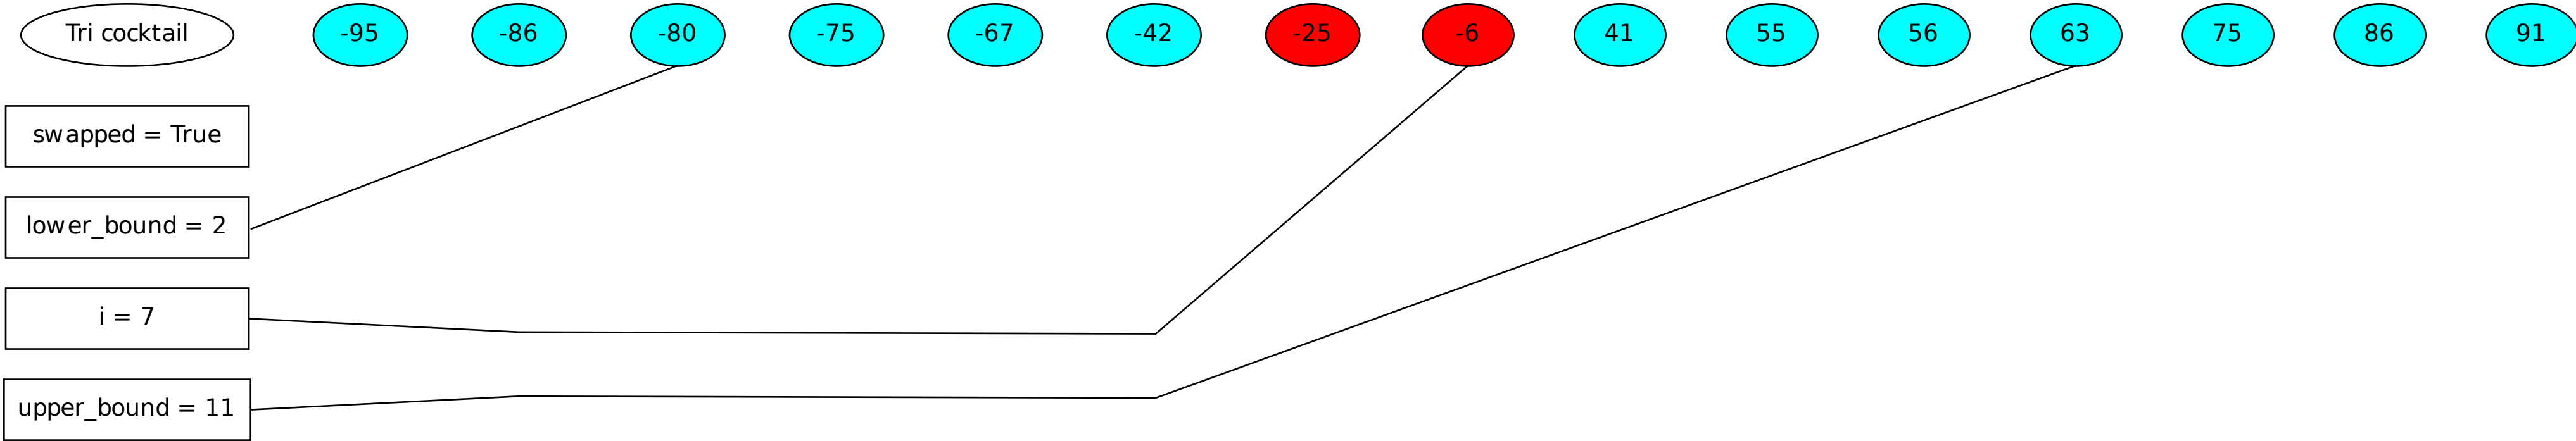 Tri cocktail -95 -86 -80 -75 -67 -42 -25 -6 41 55 56 63 75 86 91
swapped = True
lower_bound = 2
i = 7
upper_bound = 11